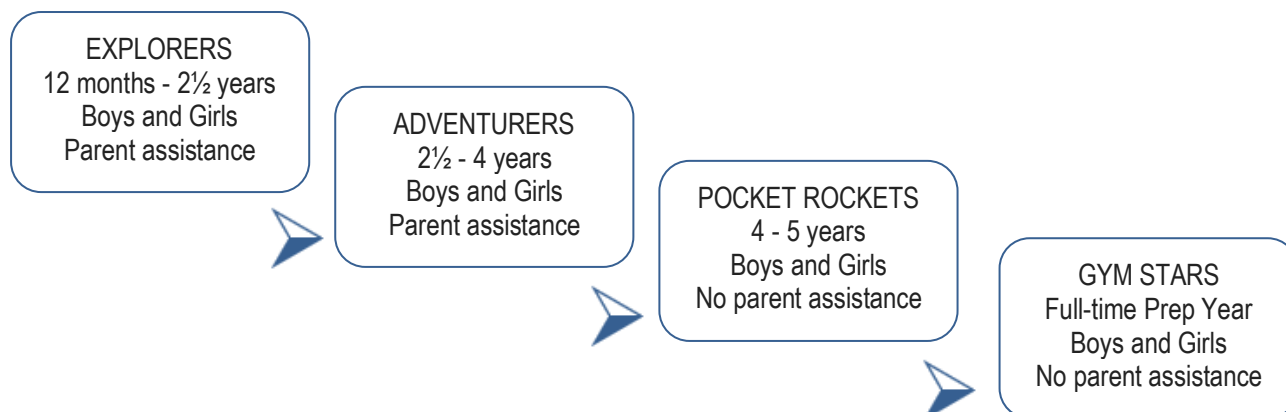 EXPLORERS
12 months - 2½ years
Boys and Girls
Parent assistance
ADVENTURERS
2½ - 4 years
Boys and Girls
Parent assistance
POCKET ROCKETS
4 - 5 years
Boys and Girls
No parent assistance
GYM STARS
Full-time Prep Year
Boys and Girls
No parent assistance